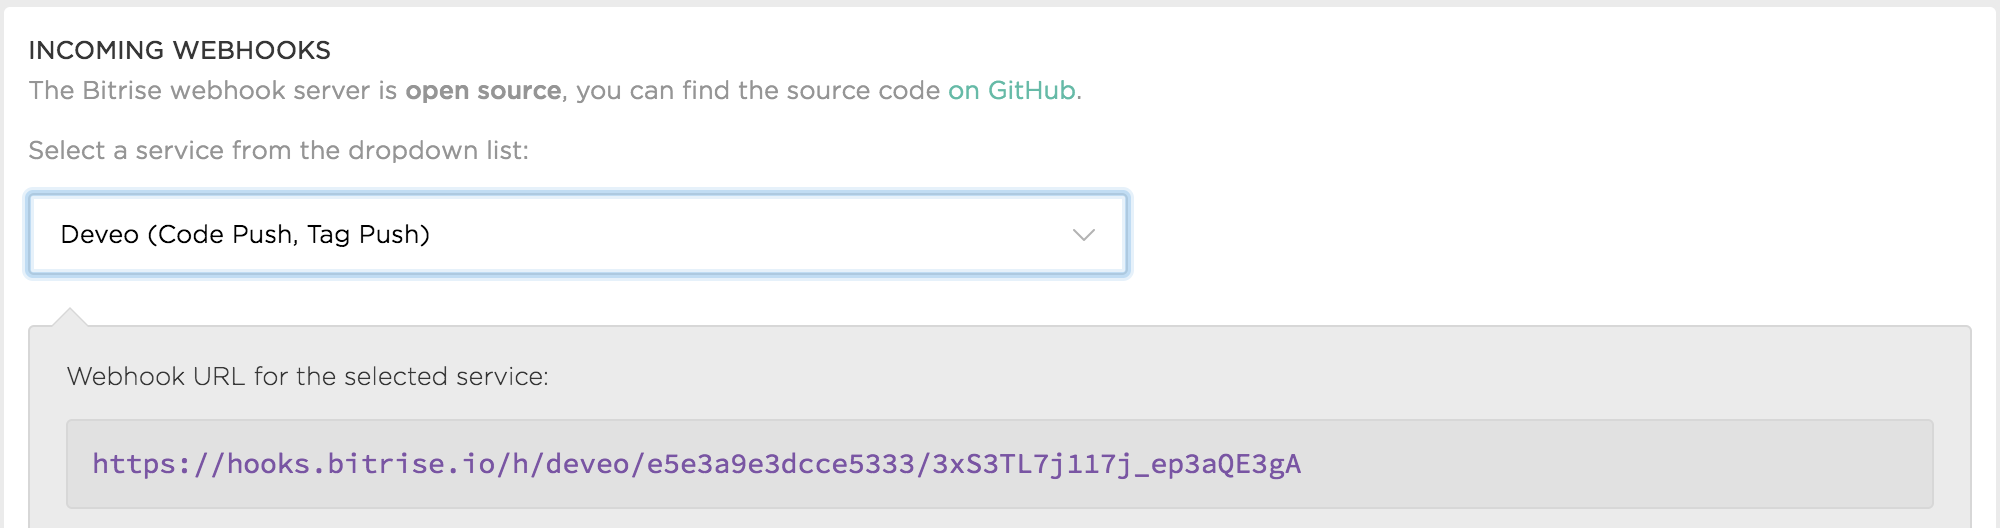 INCOMING WEBHOOKS
The Bitrise webhook server is open source, you can find the source code on GitHub.
Select a service from the dropdown list:
Deveo (Code Push, Tag Push)
Webhook URL for the selected service:
https://hooks.bitrise.io/h/deveo/e5e3a9e3dcce5333/3xS3TL7j117j_ep3aQE3gA